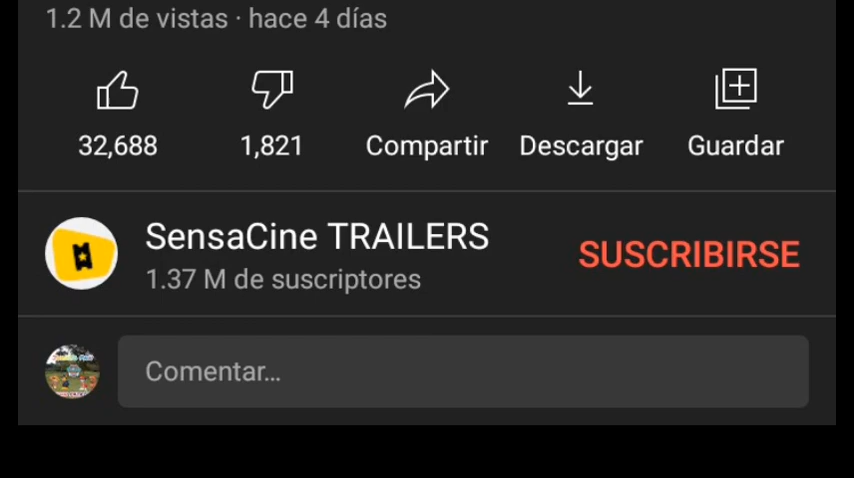 1.2 M de vistas · hace 4 días
32,688 1,821 Compartir Descargar Guardar
SensaCine TRAILERS
1.37 M de suscriptores
SUSCRIBIRSE
Comentar...